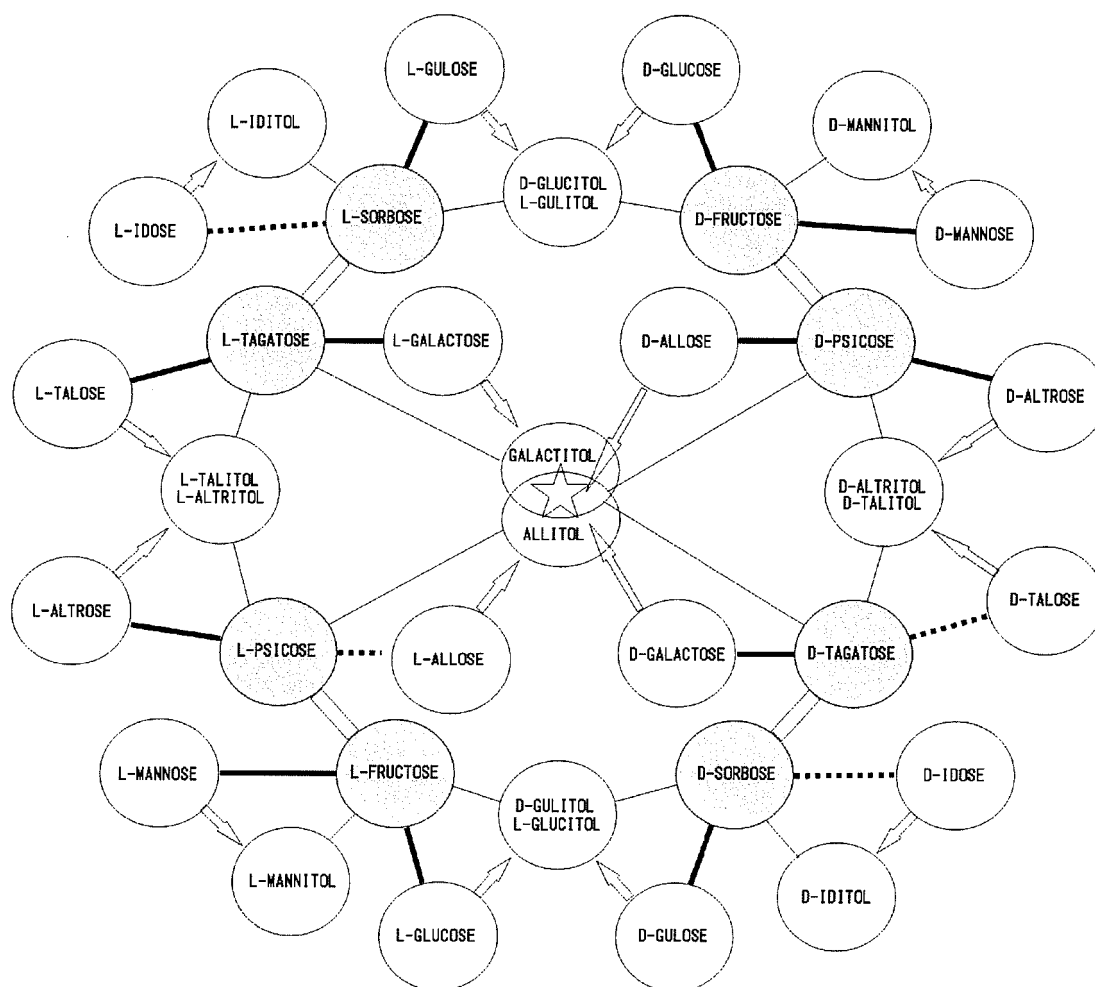 L-GULOSE
D-GLUCOSE
L-IDITOL
D-MANNITOL
D-GLUCITOL
L-GULITOL
L-IDOSE
L-SORBOSE
D-FRUCTOSE
D-MANNOSE
L-TAGATOSE
L-GALACTOSE
D-ALLOSE
D-PSICOSE
L-TALOSE
D-ALTROSE
GALACTITOL
L-TALITOL
L-ALTRITOL
D-ALTRITOL
D-TALITOL
ALLITOL
L-ALTROSE
D-TALOSE
L-PSICOSE
L-ALLOSE
D-GALACTOSE
D-TAGATOSE
L-MANNOSE
L-FRUCTOSE
D-SORBOSE
D-IDOSE
D-GULITOL
L-GLUCITOL
L-MANNITOL
D-IDITOL
L-GLUCOSE
D-GULOSE